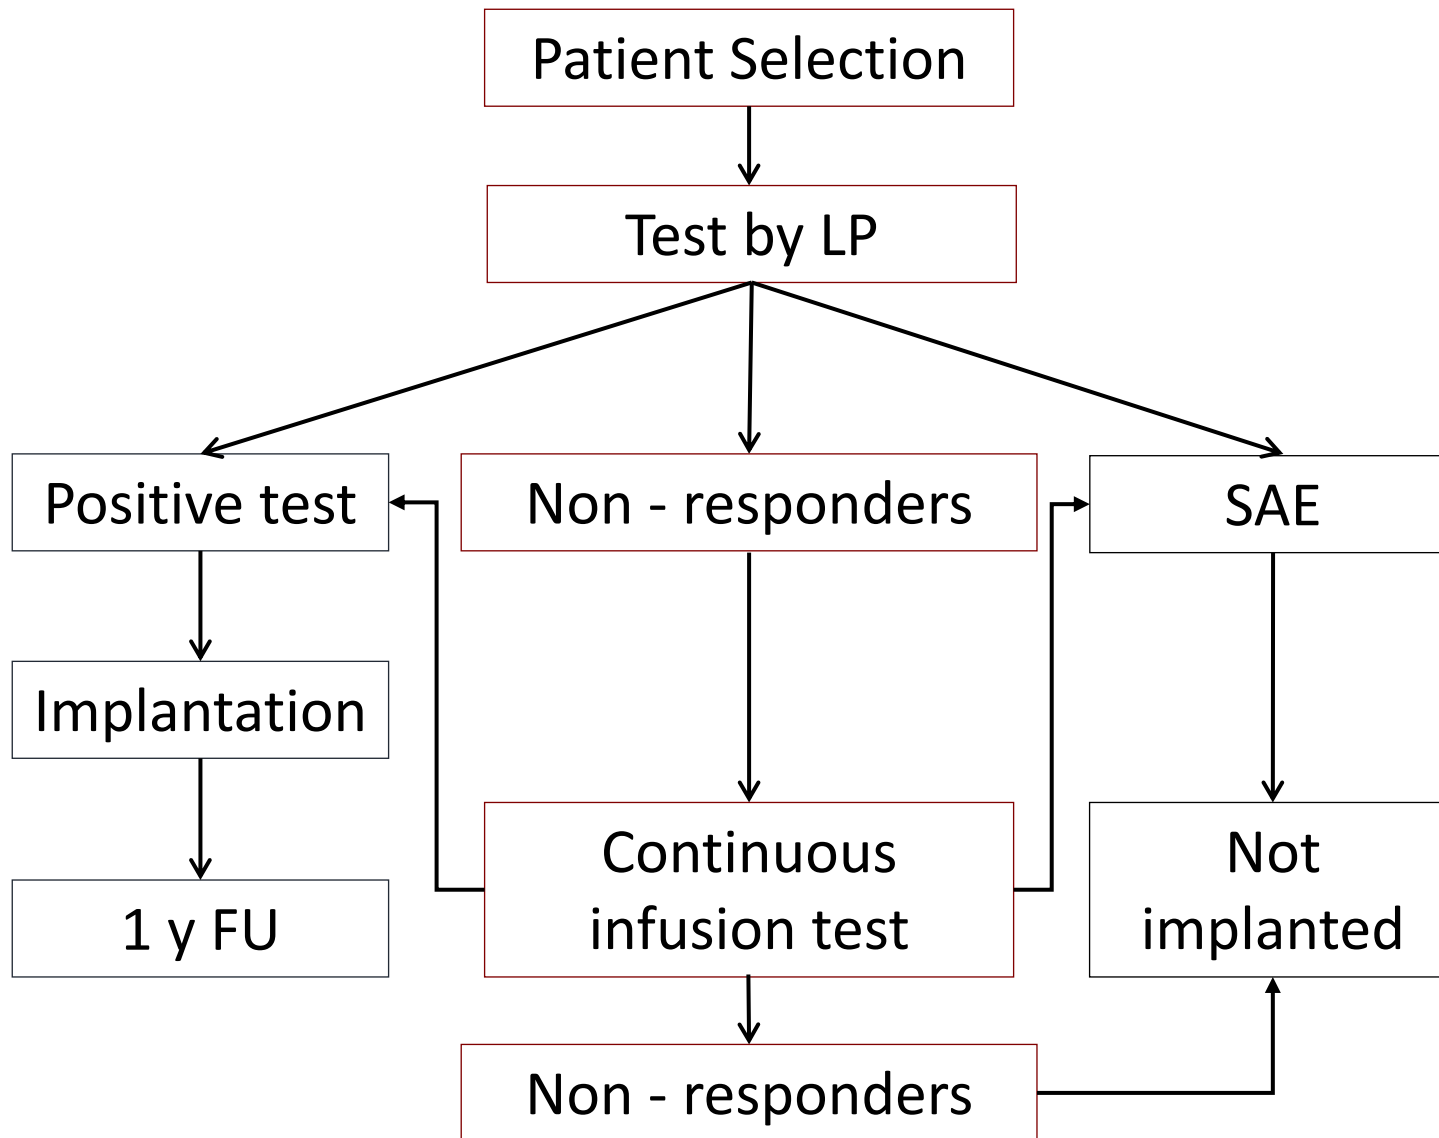 Patient Selection
Test by LP
Positive test
Non - responders
SAE
Implantation
Continuous
infusion test
Not
implanted
1 y FU
Non - responders